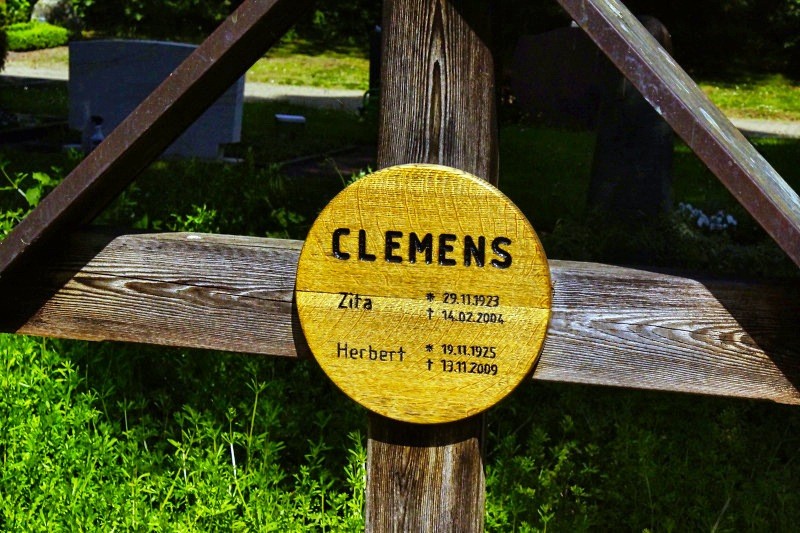 CLEMENS
Zita * 29.11.1923
† 14.02.2004
Herbert * 19.11.1925
† 13.11.2009